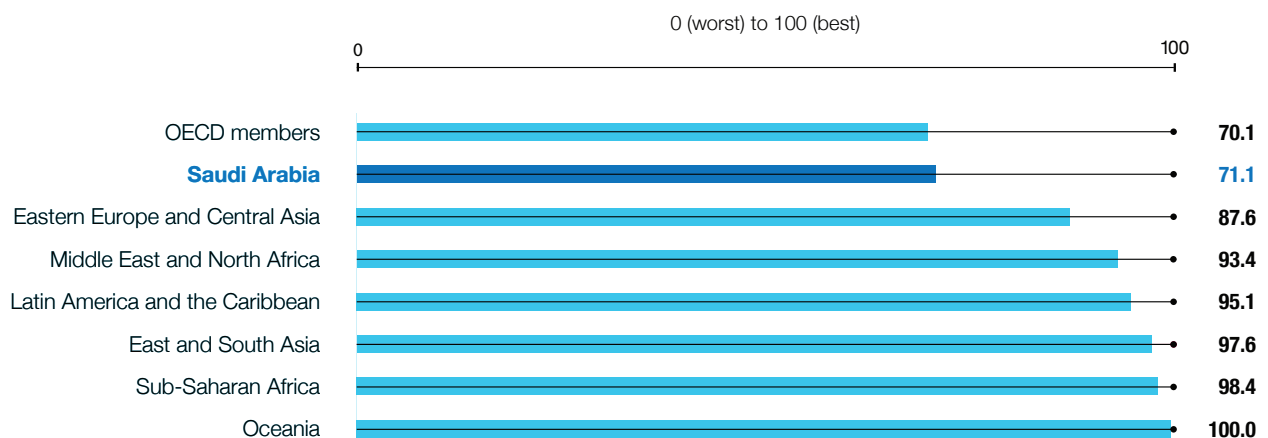 0 (worst) to 100 (best)
0 100
OECD members 70.1
Saudi Arabia 71.1
Eastern Europe and Central Asia 87.6
Middle East and North Africa 93.4
Latin America and the Caribbean 95.1
East and South Asia 97.6
Sub-Saharan Africa 98.4
Oceania 100.0